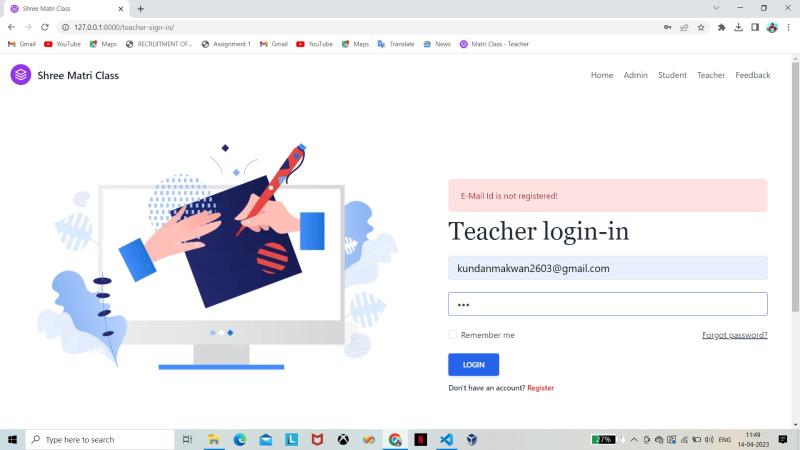 Shree Matri Class
127.0.0.1:8000/teacher-sign-in/
Gmail YouTube Maps RECRUITMENT OF... Assignment 1 Gmail YouTube Maps Translate News Matri Class - Teacher
Shree Matri Class
Home Admin Student Teacher Feedback
E-Mail Id is not registered!
Teacher login-in
kundanmakwan2603@gmail.com
•••
Remember me Forgot password?
LOGIN
Don't have an account? Register
Type here to search
27%
ENG
11:49
14-04-2023